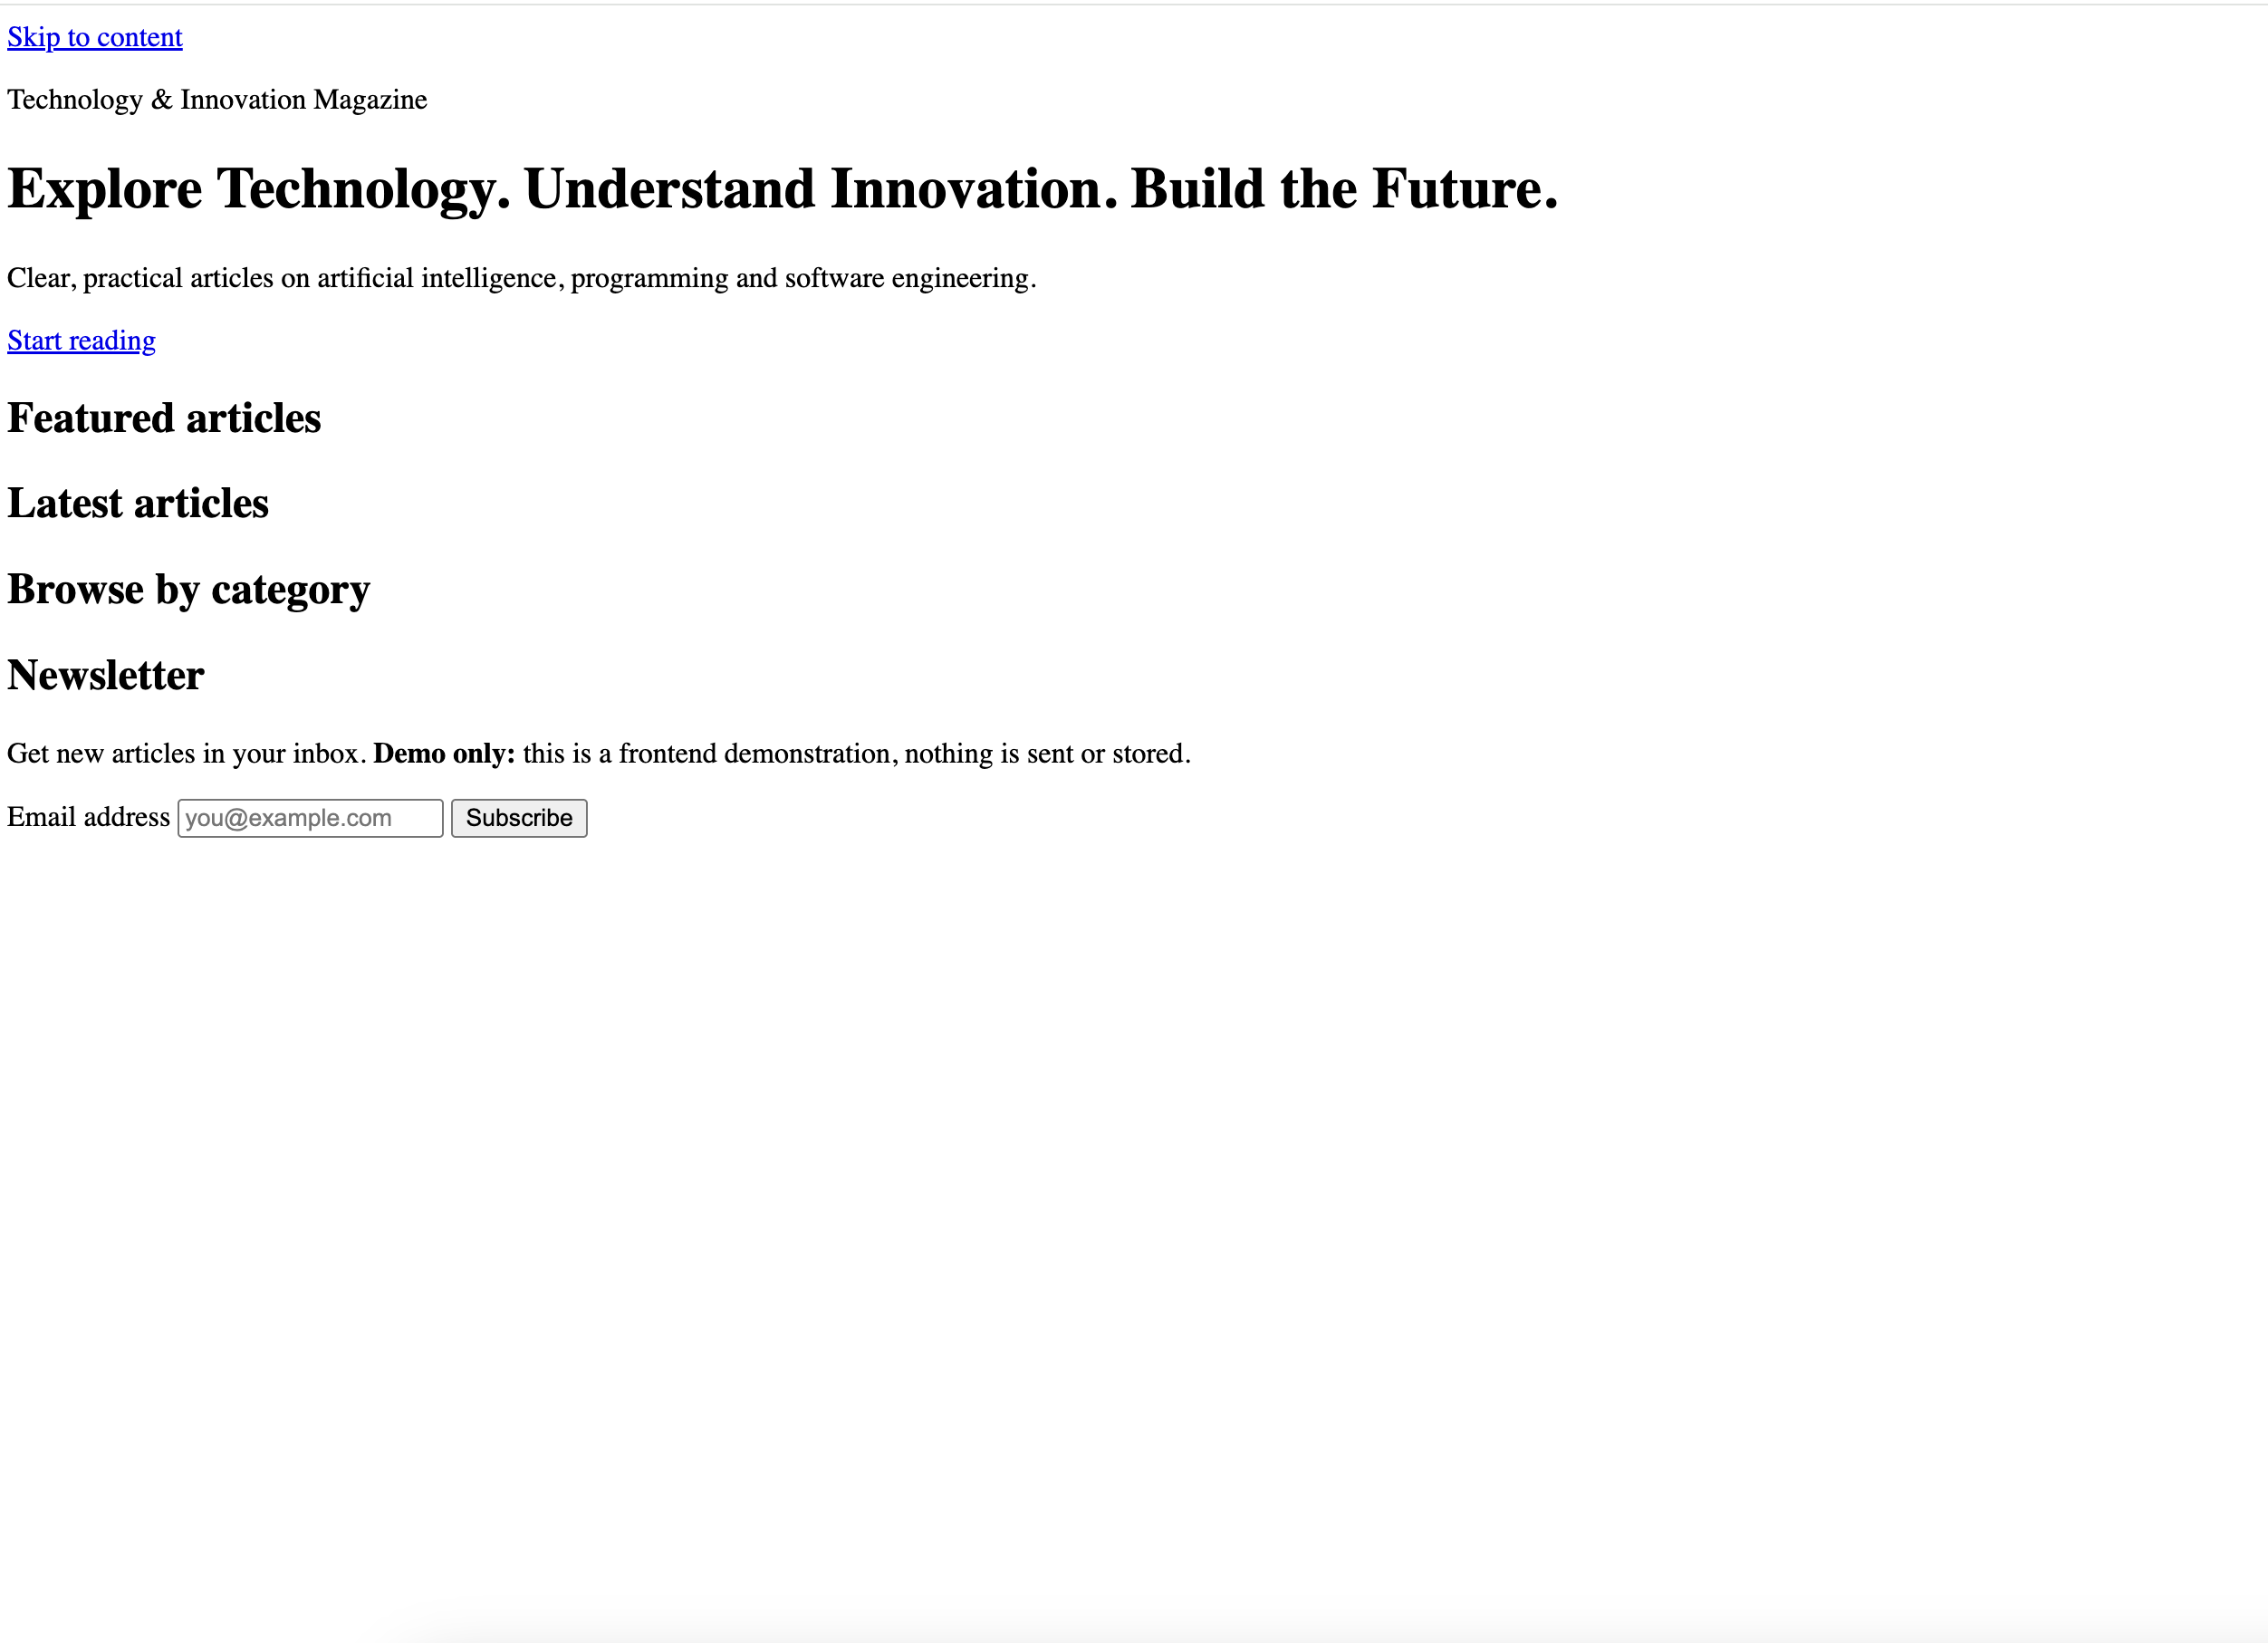 Skip to content
Technology & Innovation Magazine
Explore Technology. Understand Innovation. Build the Future.
Clear, practical articles on artificial intelligence, programming and software engineering.
Start reading
Featured articles
Latest articles
Browse by category
Newsletter
Get new articles in your inbox. Demo only: this is a frontend demonstration, nothing is sent or stored.
Email address you@example.com Subscribe